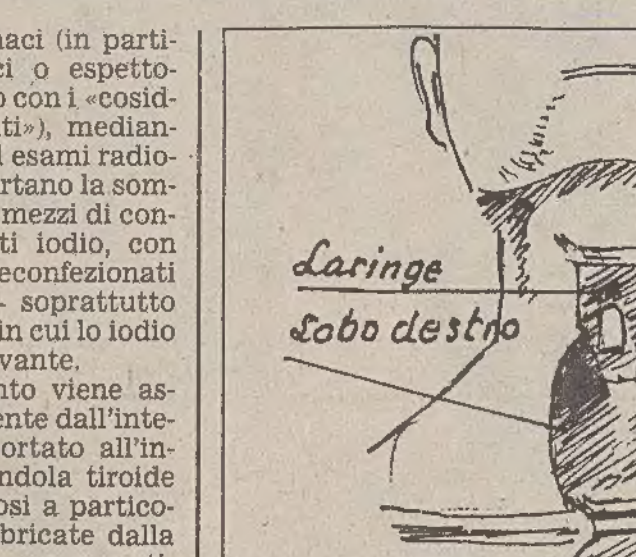 naci (in parti-
ci o espetto-
o con i «cosid-
ti»), median-
d esami radio-
rtano la som-
mezzi di con-
ti iodio, con
econfezionati
- soprattutto
in cui lo iodio
vante.
nto viene as-
ente dall'inte-
ortato all'in-
ndola tiroide
osi a partico-
bricate dalla
Laringe
Lobo destro